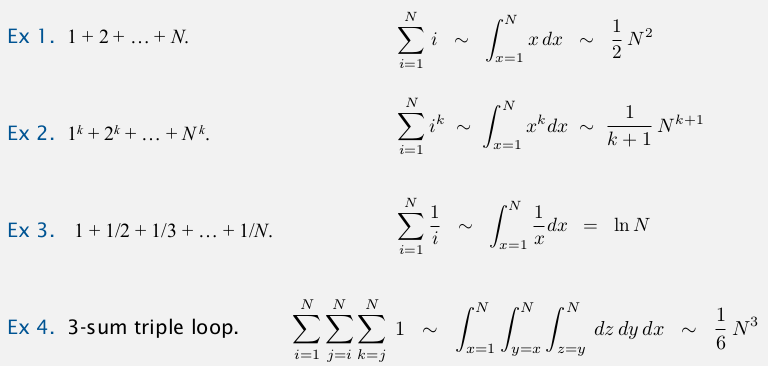 Ex 1. 1 + 2 + … + N. $\sum_{i=1}^{N} i \sim \int_{x=1}^{N} x\,dx \sim \frac{1}{2} N^2$
Ex 2. 1^k + 2^k + … + N^k. $\sum_{i=1}^{N} i^k \sim \int_{x=1}^{N} x^k dx \sim \frac{1}{k+1} N^{k+1}$
Ex 3. 1 + 1/2 + 1/3 + … + 1/N. $\sum_{i=1}^{N} \frac{1}{i} \sim \int_{x=1}^{N} \frac{1}{x} dx = \ln N$
Ex 4. 3-sum triple loop. $\sum_{i=1}^{N} \sum_{j=i}^{N} \sum_{k=j}^{N} 1 \sim \int_{x=1}^{N} \int_{y=x}^{N} \int_{z=y}^{N} dz\,dy\,dx \sim \frac{1}{6} N^3$